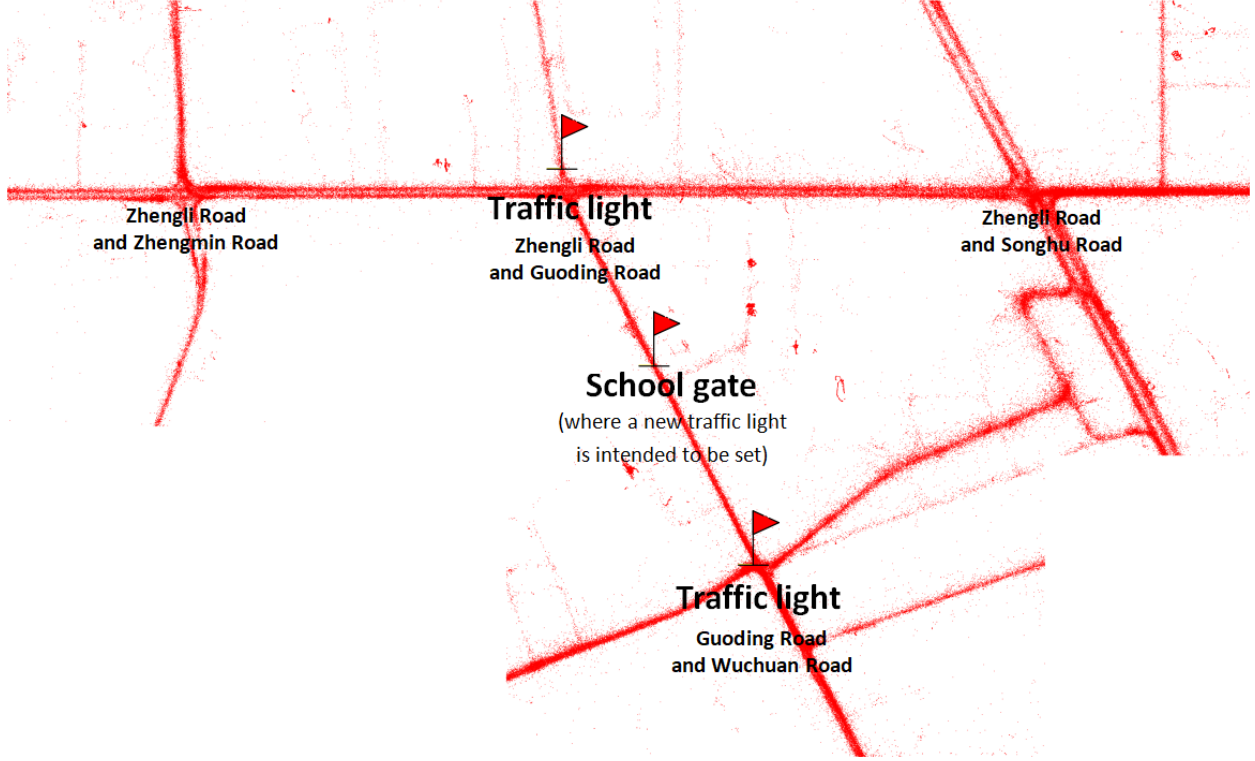 Zhengli Road
and Zhengmin Road
Traffic light
Zhengli Road
and Guoding Road
Zhengli Road
and Songhu Road
School gate
(where a new traffic light
is intended to be set)
Traffic light
Guoding Road
and Wuchuan Road